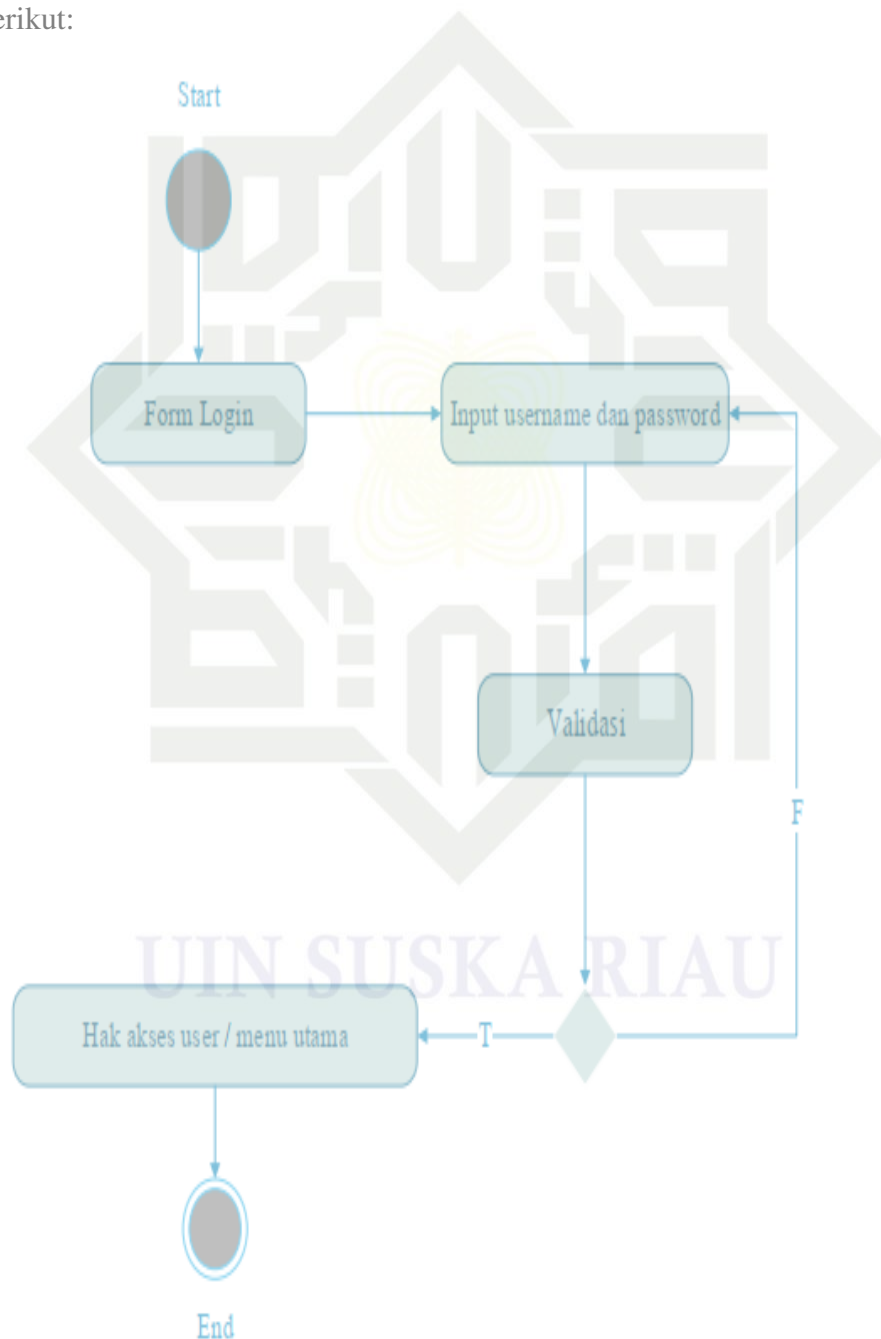 erikut:
Start
Form Login
Input username dan password
Validasi
F
UIN SUSKA RIAU
Hak akses user / menu utama
T
End